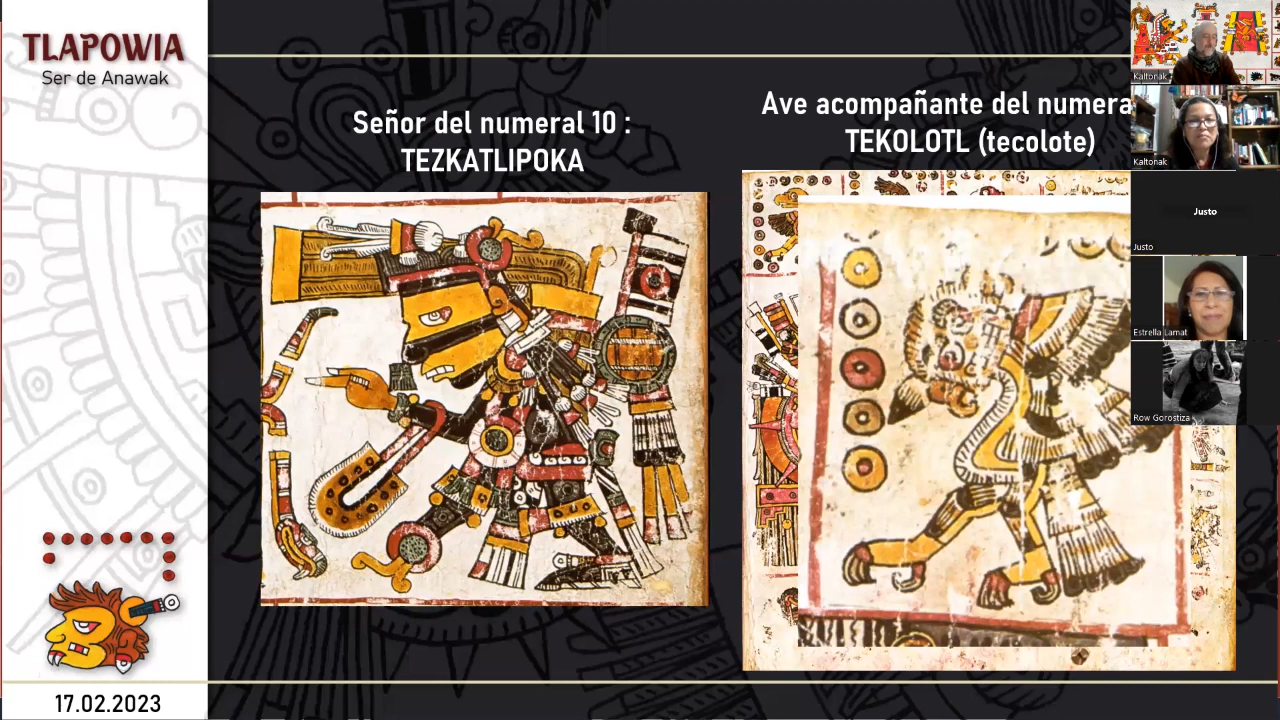 TLAPOWIA
Ser de Anawak
Señor del numeral 10 :
TEZKATLIPOKA
Ave acompañante del numera
TEKOLOTL (tecolote)
Kaltonak
Kaltonak
Justo
Justo
Estrella Lamat
Row Gorostiza
17.02.2023